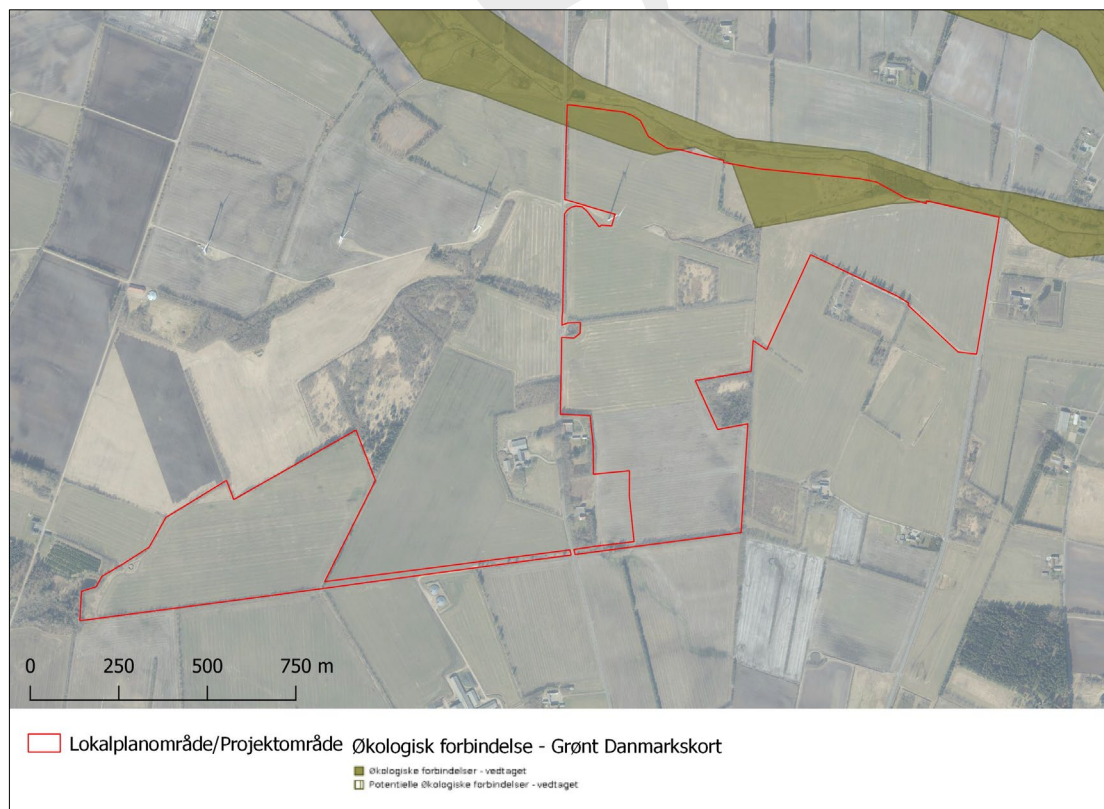 0 250 500 750 m
Lokalplanområde/Projektområde Økologisk forbindelse - Grønt Danmarkskort
Økologiske forbindelser - vedtaget
Potentielle Økologiske forbindelser - vedtaget